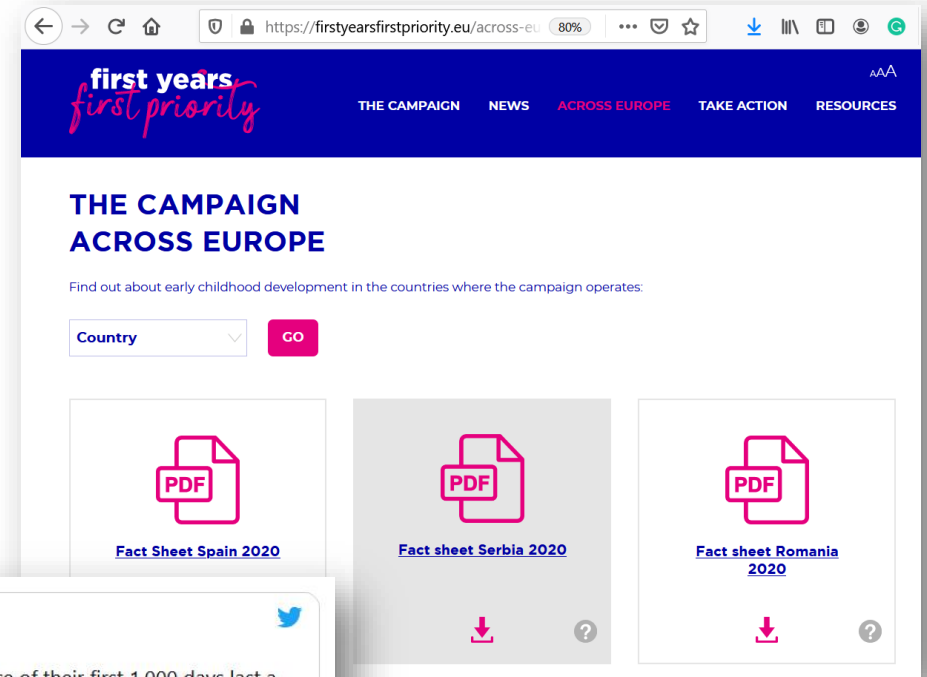 https://firstyearsfirstpriority.eu/across-eu 80%
first years
first priority
AAA
THE CAMPAIGN NEWS ACROSS EUROPE TAKE ACTION RESOURCES
THE CAMPAIGN
ACROSS EUROPE
Find out about early childhood development in the countries where the campaign operates:
Country GO
PDF PDF PDF
Fact Sheet Spain 2020 Fact sheet Serbia 2020 Fact sheet Romania
2020
? ?
of their first 1,000 days last a